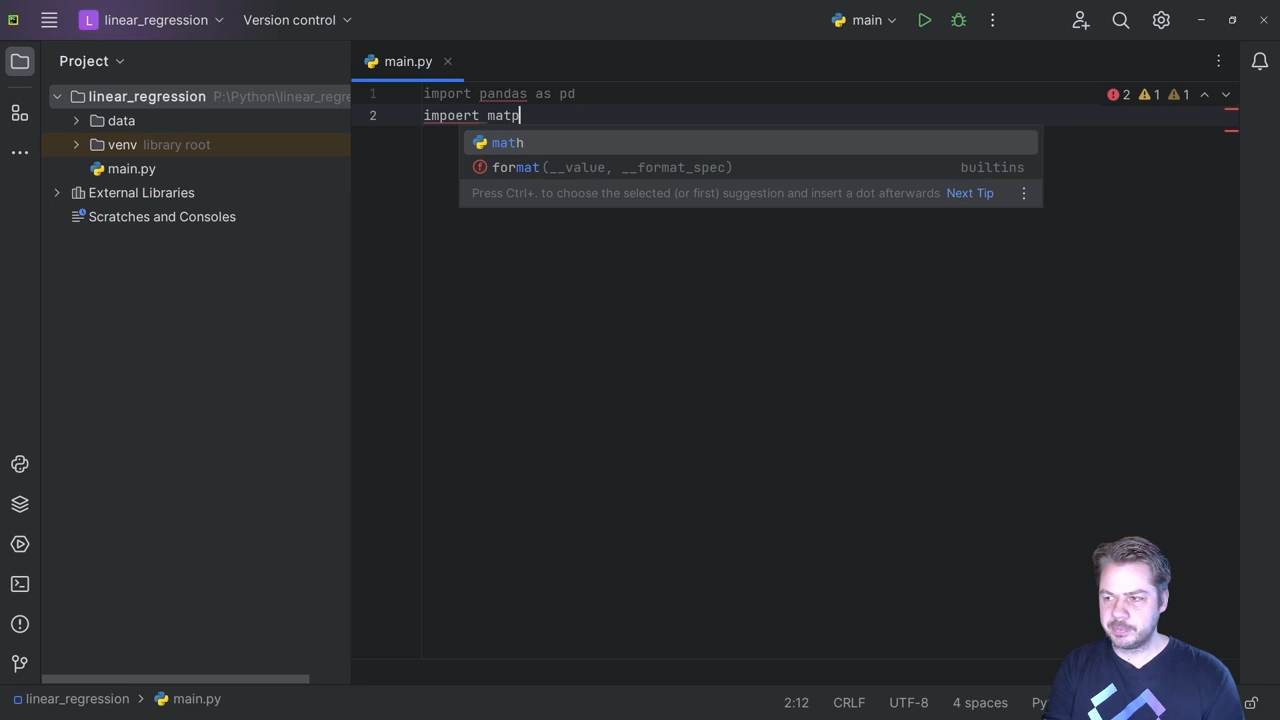 L linear_regression Version control main
Project
main.py
linear_regression P:\Python\linear_regre
data
venv library root
main.py
External Libraries
Scratches and Consoles
1 import pandas as pd
2 impoert matp
2 1 1
math
format(__value, __format_spec) builtins
Press Ctrl+. to choose the selected (or first) suggestion and insert a dot afterwards Next Tip
linear_regression > main.py
2:12 CRLF UTF-8 4 spaces Py